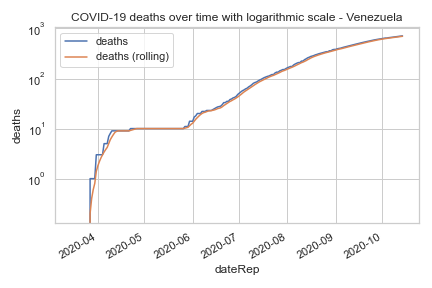 COVID-19 deaths over time with logarithmic scale - Venezuela
deaths
deaths (rolling)
10³
10²
10¹
10⁰
deaths
2020-04
2020-05
2020-06
2020-07
2020-08
2020-09
2020-10
dateRep